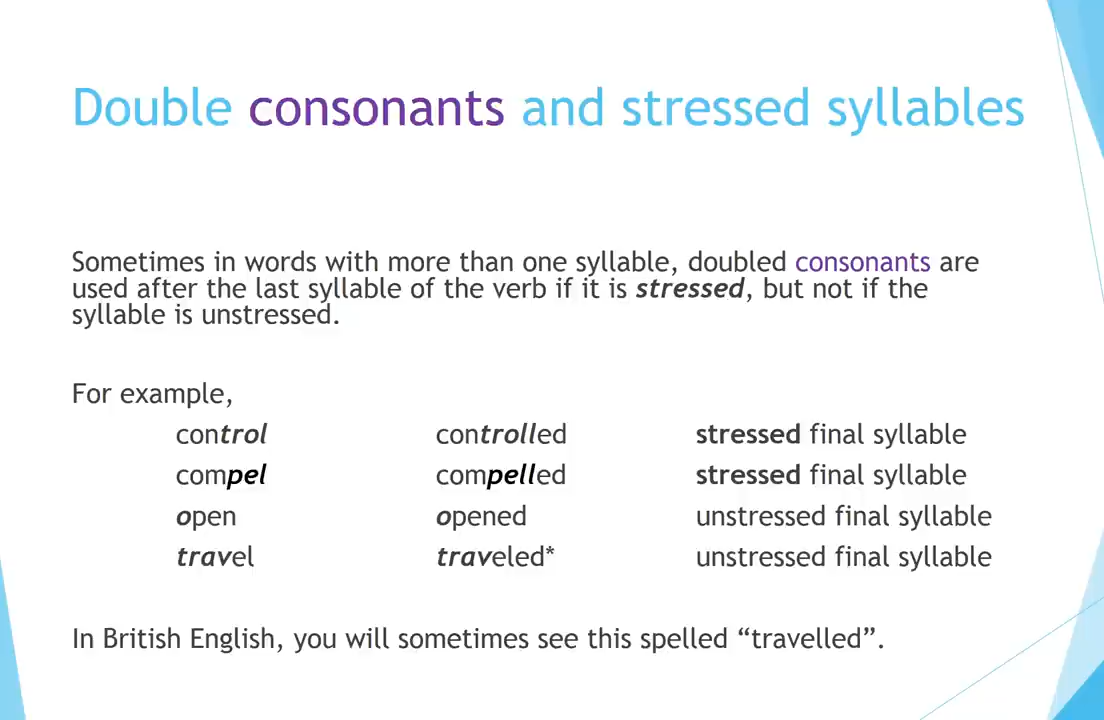 Double consonants and stressed syllables
Sometimes in words with more than one syllable, doubled consonants are
used after the last syllable of the verb if it is stressed, but not if the
syllable is unstressed.
For example,
control controlled stressed final syllable
compel compelled stressed final syllable
open opened unstressed final syllable
travel traveled* unstressed final syllable
In British English, you will sometimes see this spelled “travelled”.